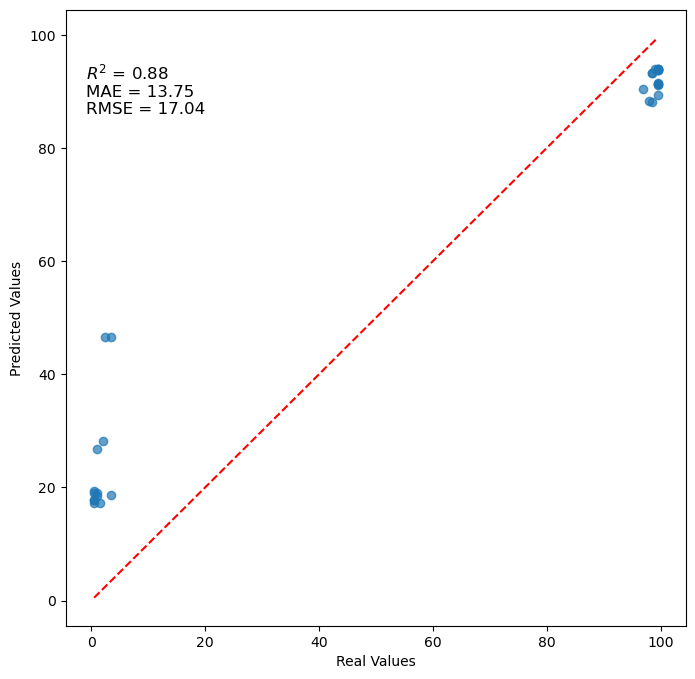 R² = 0.88
MAE = 13.75
RMSE = 17.04
100
80
60
40
20
0
Predicted Values
0 20 40 60 80 100
Real Values